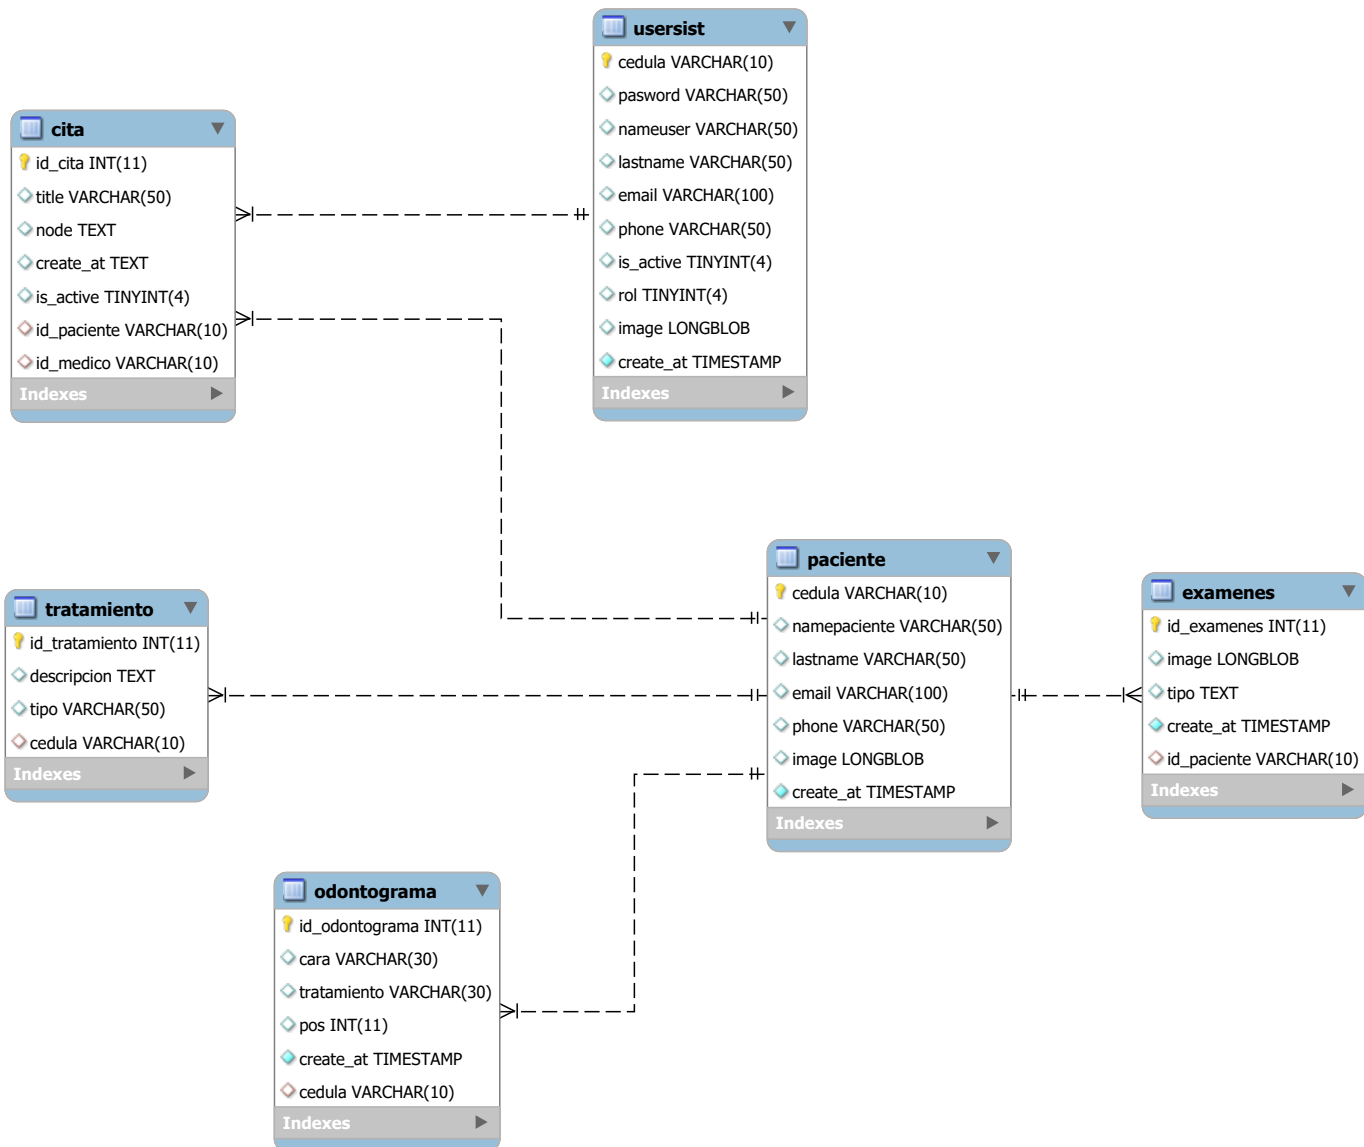 usersist
cedula VARCHAR(10)
pasword VARCHAR(50)
nameuser VARCHAR(50)
lastname VARCHAR(50)
email VARCHAR(100)
phone VARCHAR(50)
is_active TINYINT(4)
rol TINYINT(4)
image LONGBLOB
create_at TIMESTAMP
Indexes
cita
id_cita INT(11)
title VARCHAR(50)
node TEXT
create_at TEXT
is_active TINYINT(4)
id_paciente VARCHAR(10)
id_medico VARCHAR(10)
Indexes
paciente
cedula VARCHAR(10)
namepaciente VARCHAR(50)
lastname VARCHAR(50)
email VARCHAR(100)
phone VARCHAR(50)
image LONGBLOB
create_at TIMESTAMP
Indexes
examenes
id_examenes INT(11)
image LONGBLOB
tipo TEXT
create_at TIMESTAMP
id_paciente VARCHAR(10)
Indexes
tratamiento
id_tratamiento INT(11)
descripcion TEXT
tipo VARCHAR(50)
cedula VARCHAR(10)
Indexes
odontograma
id_odontograma INT(11)
cara VARCHAR(30)
tratamiento VARCHAR(30)
pos INT(11)
create_at TIMESTAMP
cedula VARCHAR(10)
Indexes